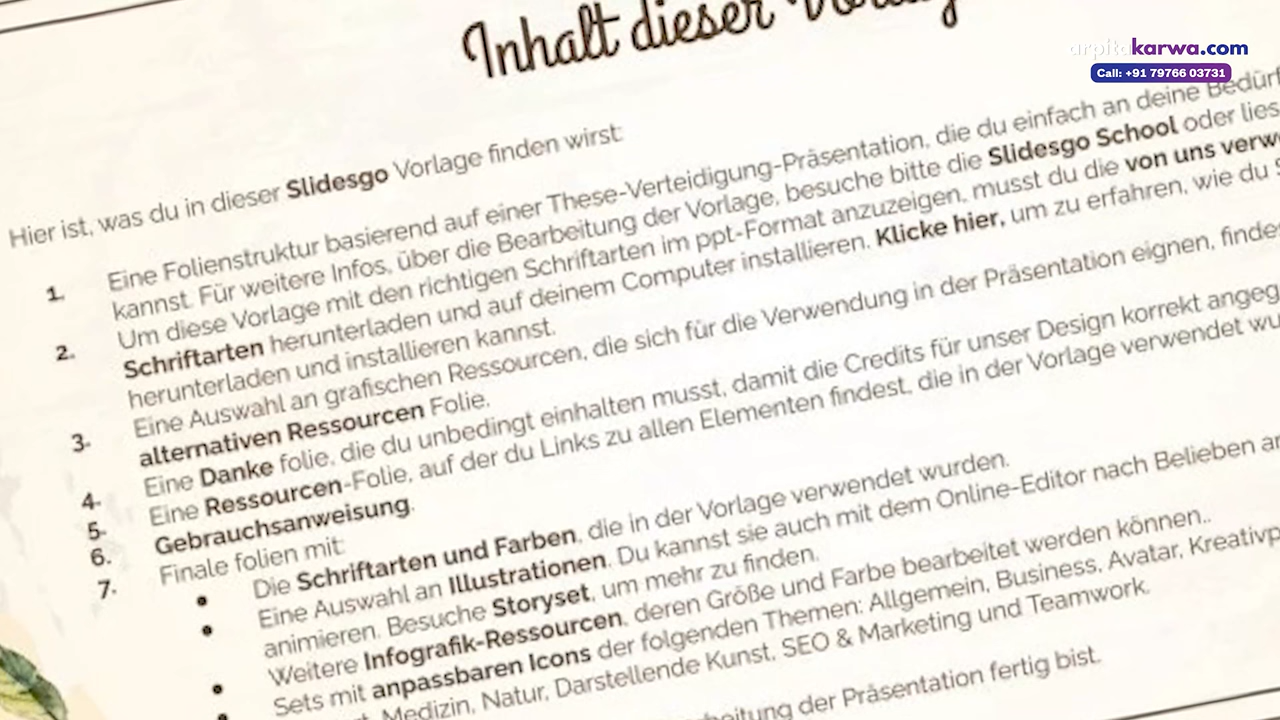 Inhalt dieser
arpitakarwa.com
Call: +91 79766 03731
Hier ist, was du in dieser Slidesgo Vorlage finden wirst:
1. Eine Folienstruktur basierend auf einer These-Verteidigung-Präsentation, die du einfach an deine
kannst. Für weitere Infos, über die Bearbeitung der Vorlage, besuche bitte die Slidesgo School oder lies
2. Um diese Vorlage mit den richtigen Schriftarten im ppt-Format anzuzeigen, musst du die von uns
Schriftarten herunterladen und auf deinem Computer installieren. Klicke hier, um zu erfahren, wie du
herunterladen und installieren kannst.
3. Eine Auswahl an grafischen Ressourcen, die sich für die Verwendung in der Präsentation eignen,
alternativen Ressourcen Folie.
4. Eine Danke folie, die du unbedingt einhalten musst, damit die Credits für unser Design korrekt
5. Eine Ressourcen-Folie, auf der du Links zu allen Elementen findest, die in der Vorlage verwendet
6. Gebrauchsanweisung.
7. Finale folien mit:
• Die Schriftarten und Farben, die in der Vorlage verwendet wurden.
• Eine Auswahl an Illustrationen. Du kannst sie auch mit dem Online-Editor nach Belieben
animieren. Besuche Storyset, um mehr zu finden.
• Weitere Infografik-Ressourcen, deren Größe und Farbe bearbeitet werden können..
• Sets mit anpassbaren Icons der folgenden Themen: Allgemein, Business, Avatar,
Medizin, Natur, Darstellende Kunst, SEO & Marketing und Teamwork.
der Präsentation fertig bist.